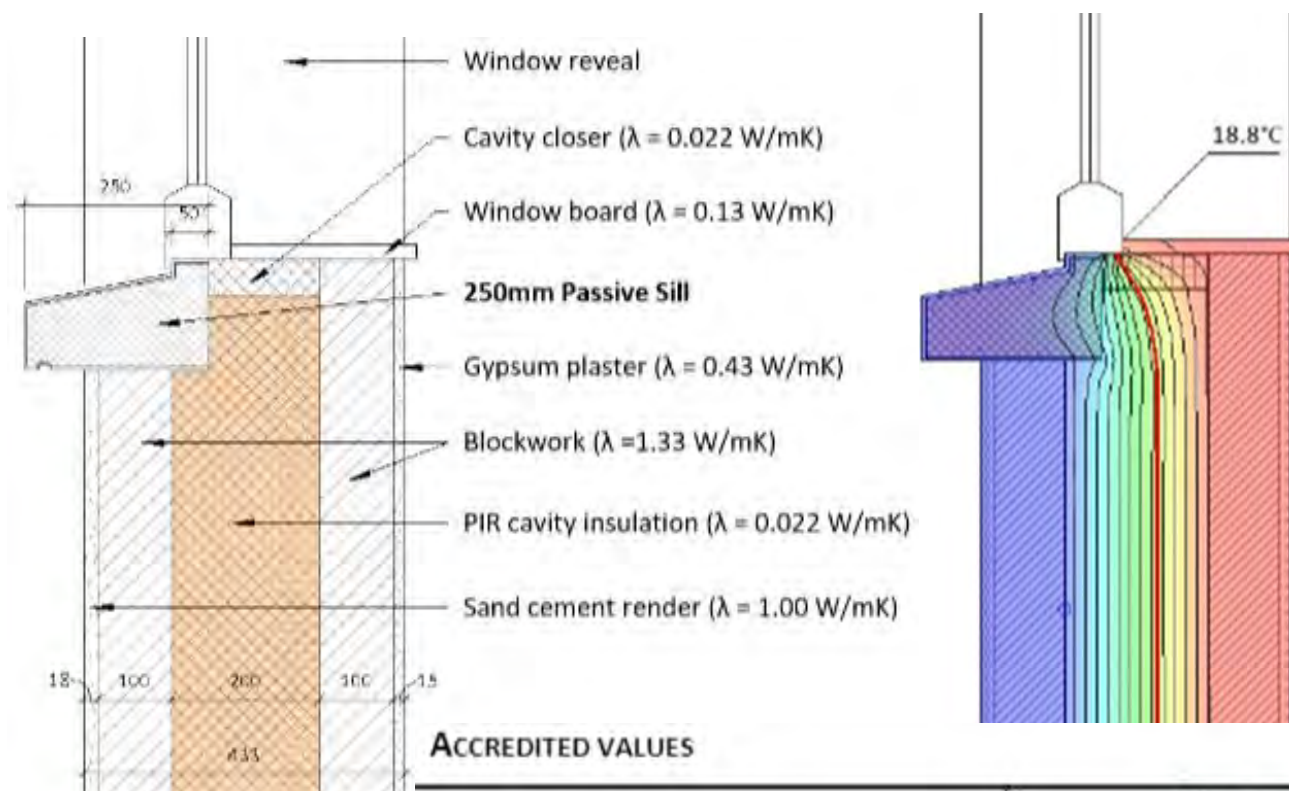 Window reveal
Cavity closer (λ = 0.022 W/mK)
18.8°C
250
50
Window board (λ = 0.13 W/mK)
250mm Passive Sill
Gypsum plaster (λ = 0.43 W/mK)
Blockwork (λ =1.33 W/mK)
PIR cavity insulation (λ = 0.022 W/mK)
Sand cement render (λ = 1.00 W/mK)
18 100 200 100 15
433
ACCREDITED VALUES